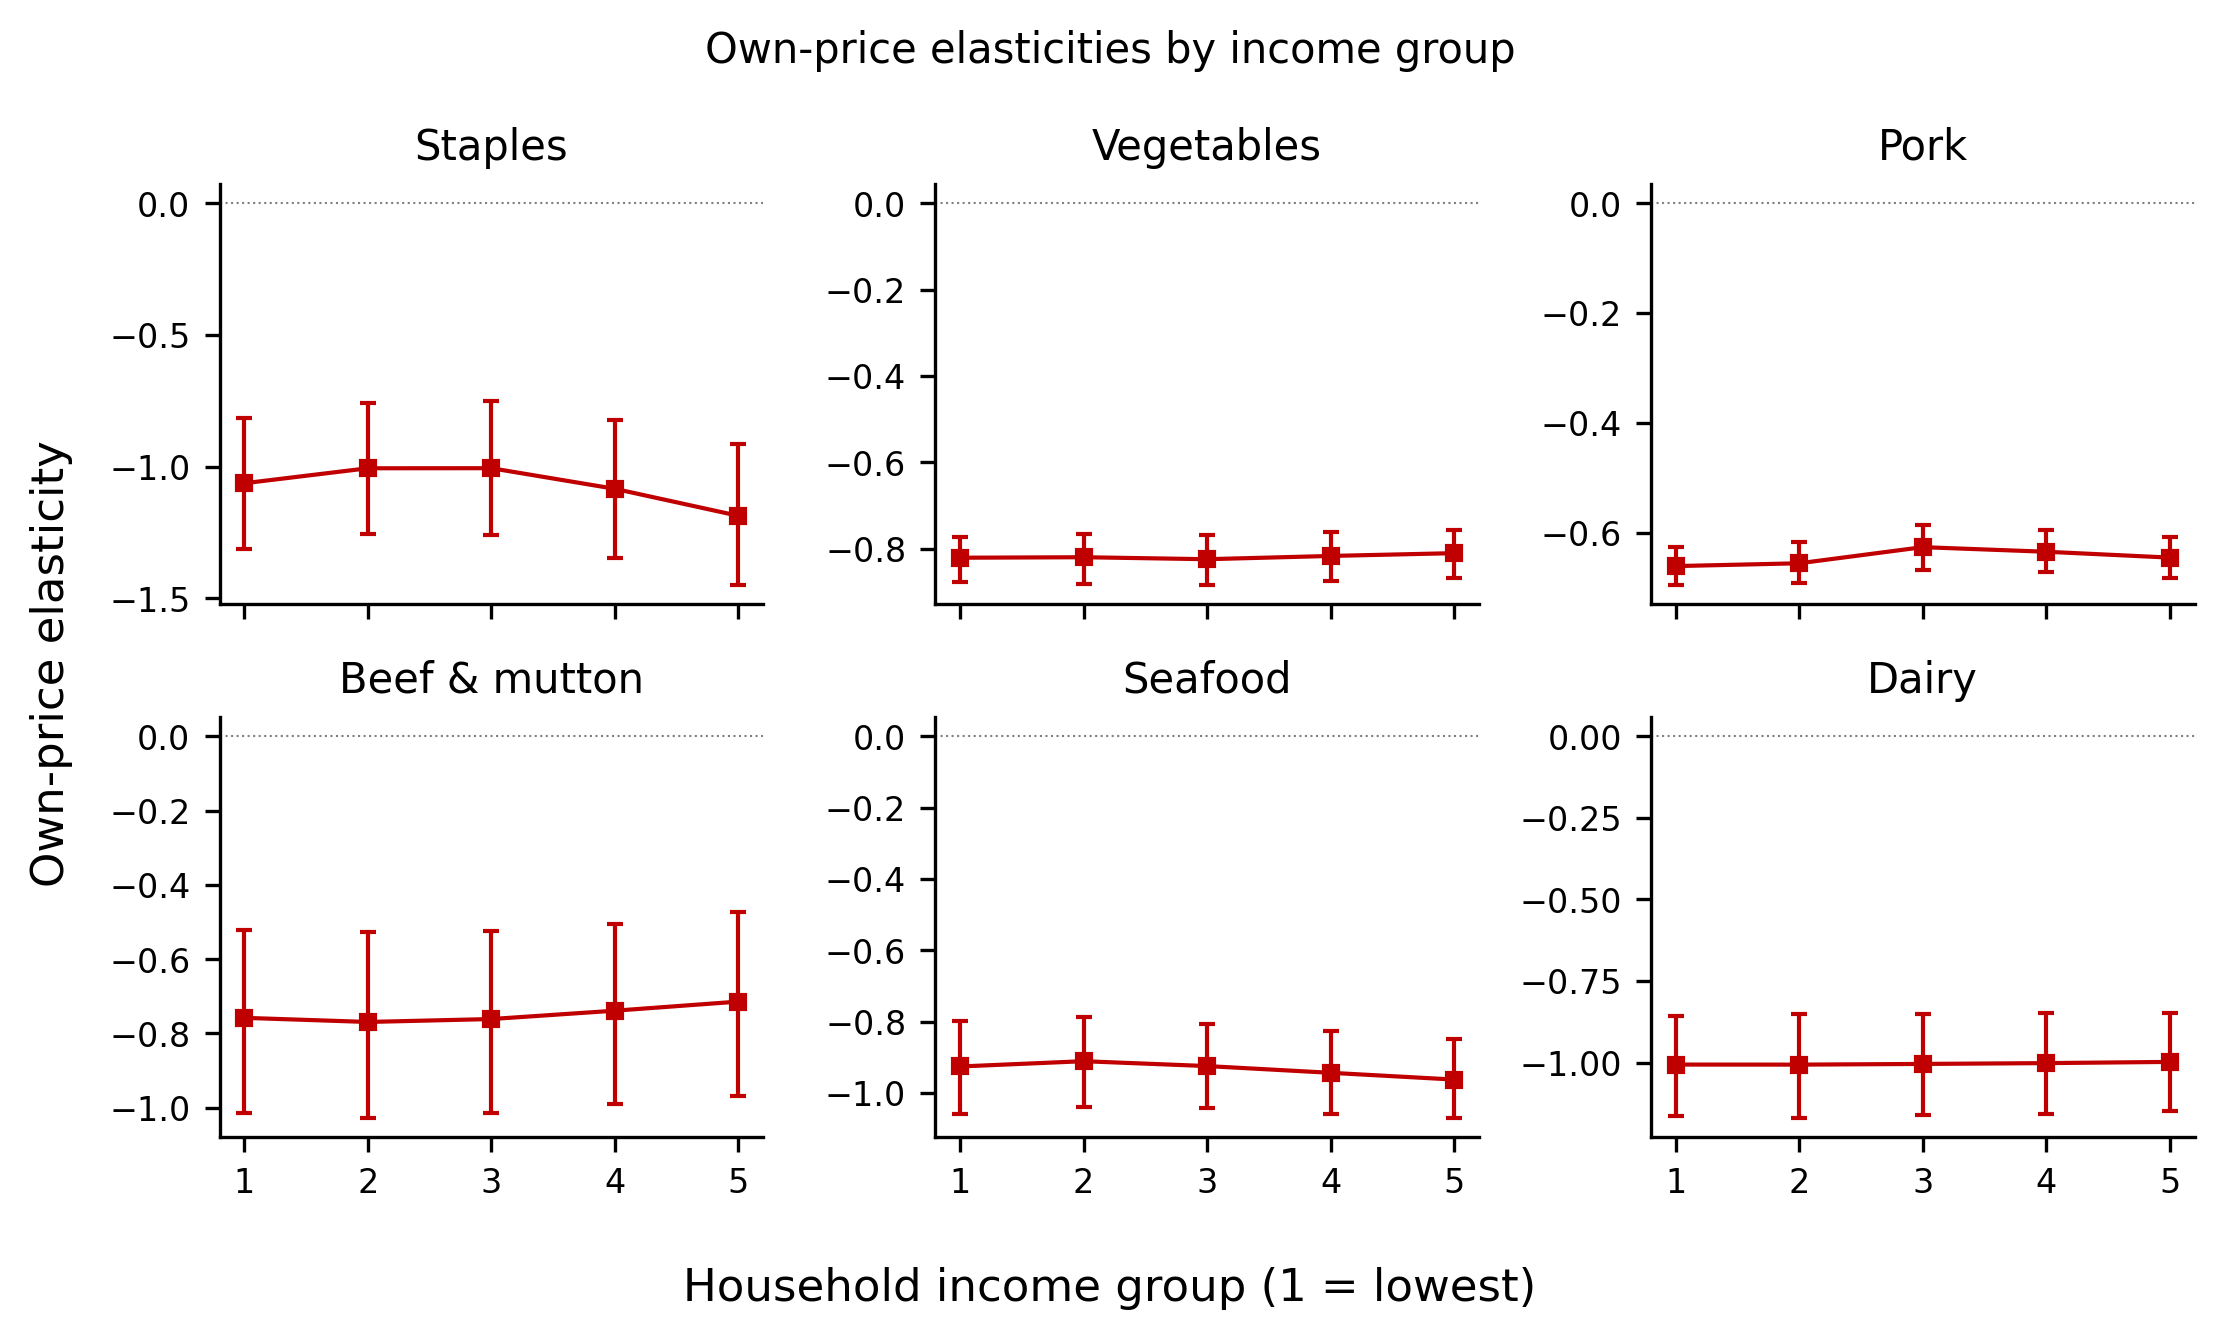 Own-price elasticities by income group
Staples
Vegetables
Pork
0.0
−0.5
−1.0
−1.5
0.0
−0.2
−0.4
−0.6
−0.8
0.0
−0.2
−0.4
−0.6
Own-price elasticity
Beef & mutton
Seafood
Dairy
0.0
−0.2
−0.4
−0.6
−0.8
−1.0
1 2 3 4 5
0.0
−0.2
−0.4
−0.6
−0.8
−1.0
1 2 3 4 5
0.00
−0.25
−0.50
−0.75
−1.00
1 2 3 4 5
Household income group (1 = lowest)